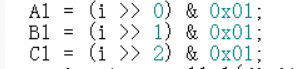 A1 = (i >> 0) & 0x01;
B1 = (i >> 1) & 0x01;
C1 = (i >> 2) & 0x01;